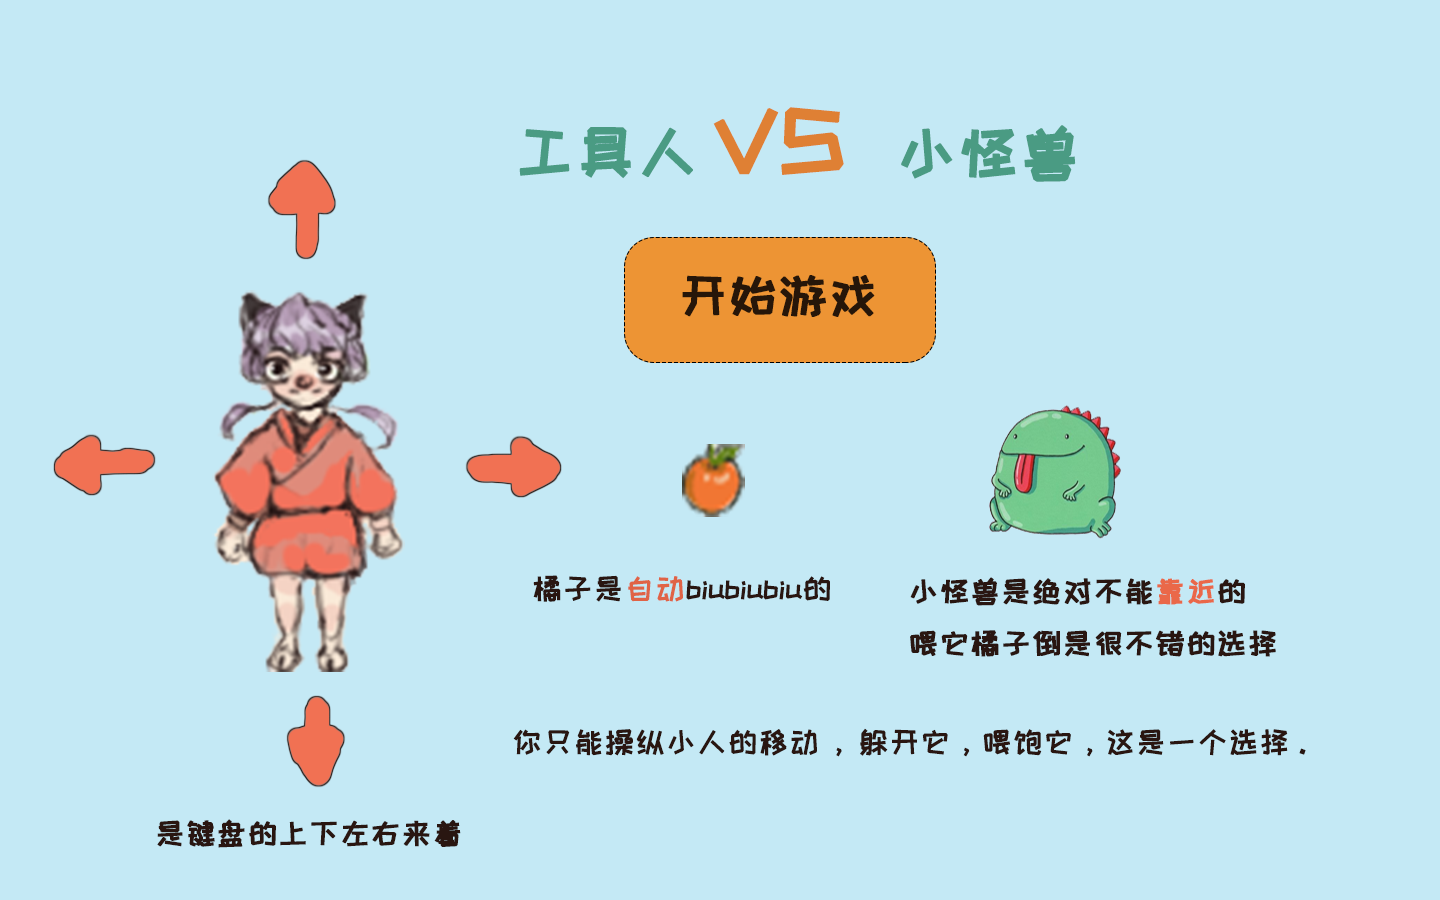 工具人 VS 小怪兽
开始游戏
橘子是自动biubiubiu的
小怪兽是绝对不能靠近的
喂它橘子倒是很不错的选择
你只能操纵小人的移动，躲开它，喂饱它，这是一个选择.
是键盘的上下左右来着